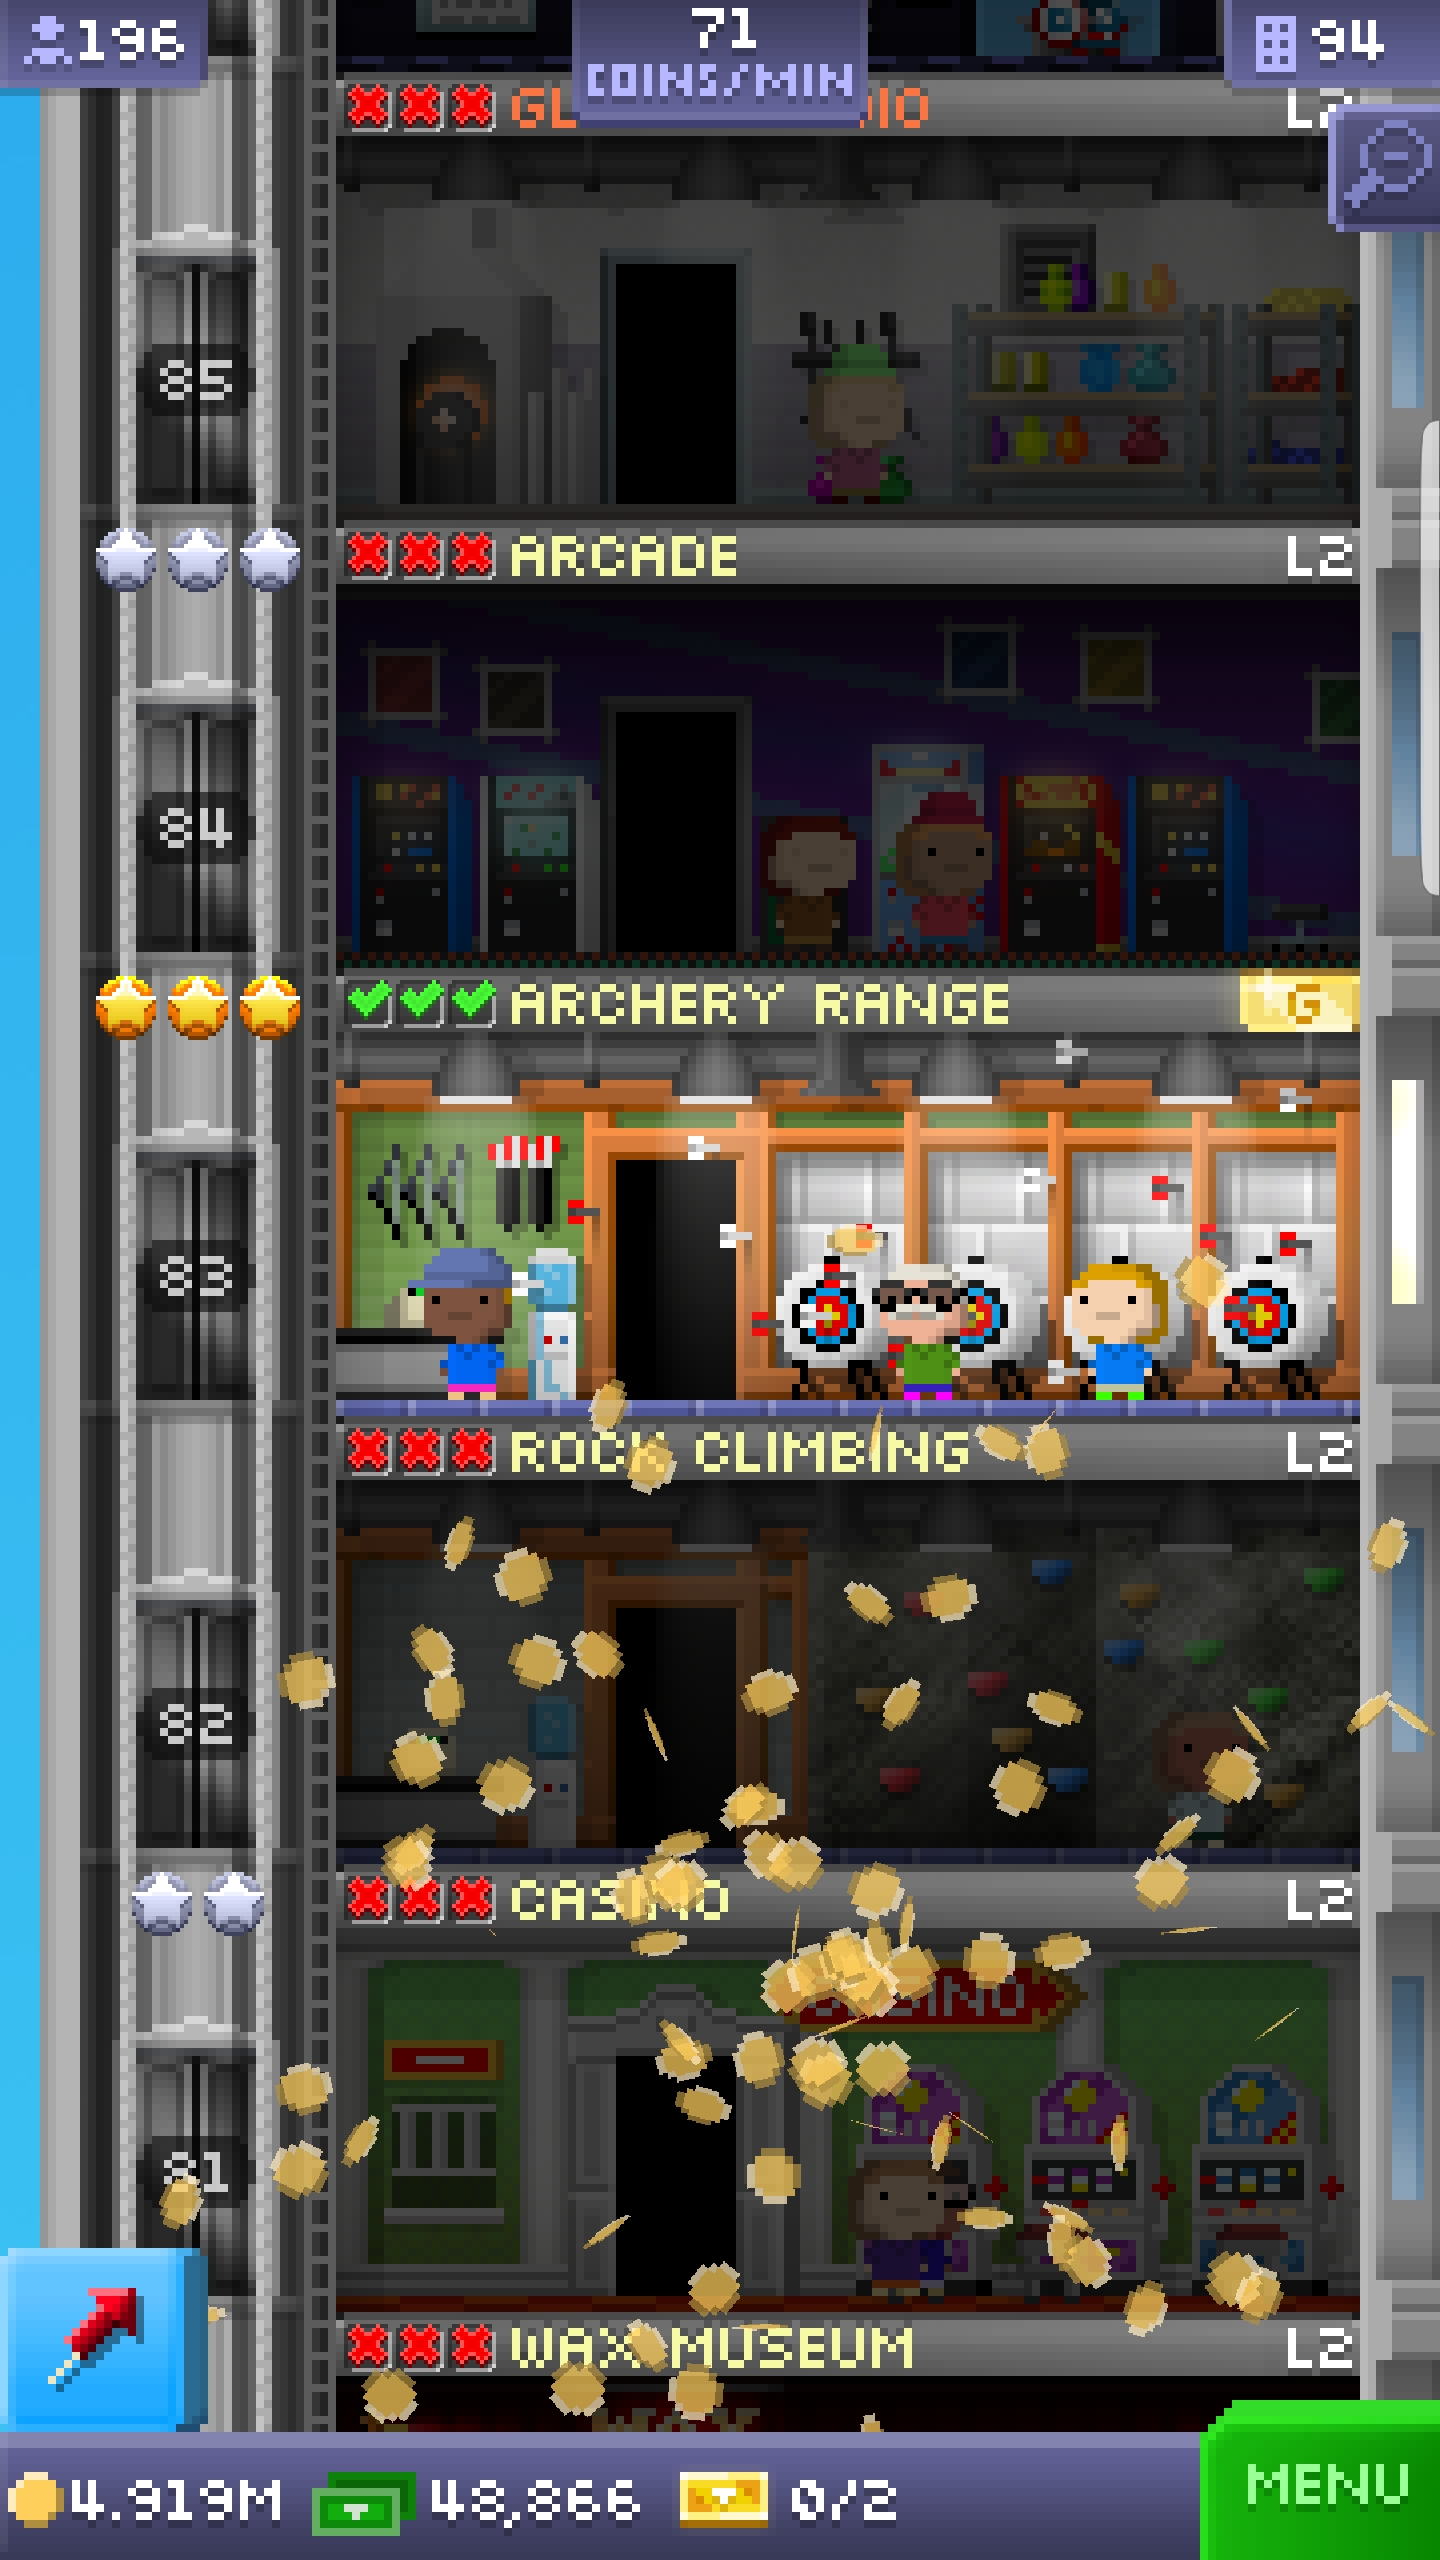 196
71
COINS/MIN
94
GL IO L2
85
ARCADE L2
84
ARCHERY RANGE G
83
ROCK CLIMBING L2
82
CASINO L2
81
WAX MUSEUM L2
4.919M 48,866 0/2
MENU